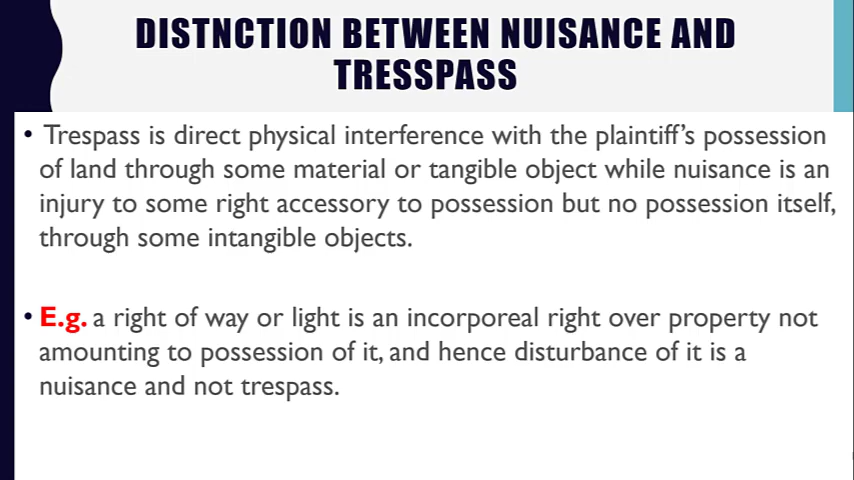 DISTNCTION BETWEEN NUISANCE AND
TRESSPASS
• Trespass is direct physical interference with the plaintiff's possession
of land through some material or tangible object while nuisance is an
injury to some right accessory to possession but no possession itself,
through some intangible objects.
• E.g. a right of way or light is an incorporeal right over property not
amounting to possession of it, and hence disturbance of it is a
nuisance and not trespass.